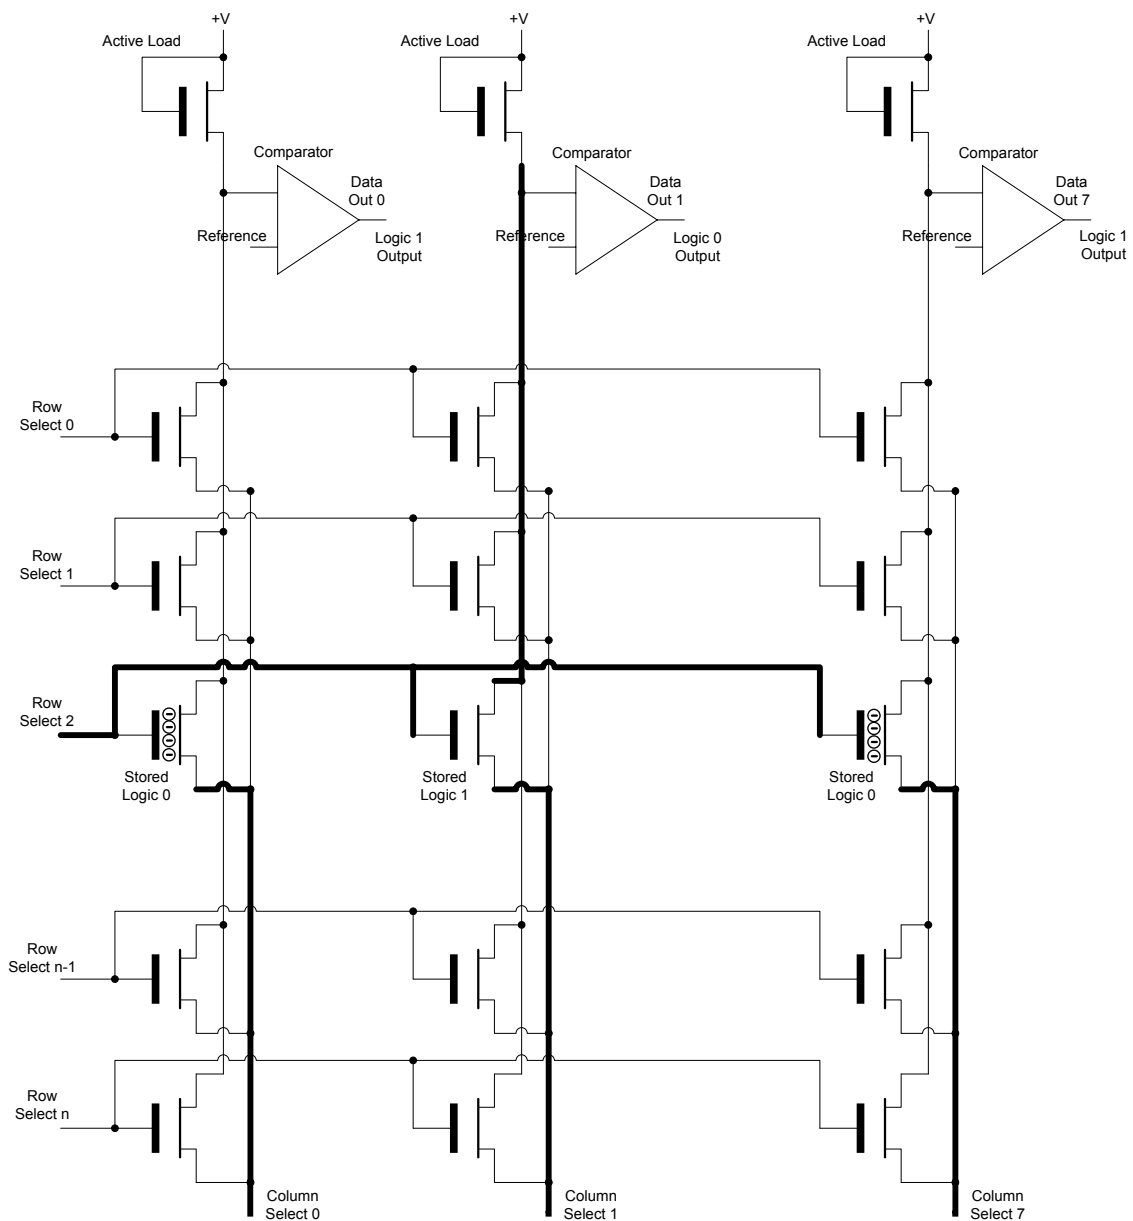 +V
+V
+V
Active Load
Active Load
Active Load
Comparator
Comparator
Comparator
Data
Out 0
Data
Out 1
Data
Out 7
Reference
Reference
Reference
Logic 1
Output
Logic 0
Output
Logic 1
Output
Row
Select 0
Row
Select 1
Row
Select 2
Stored
Logic 0
Stored
Logic 1
Stored
Logic 0
Row
Select n-1
Row
Select n
Column
Select 0
Column
Select 1
Column
Select 7